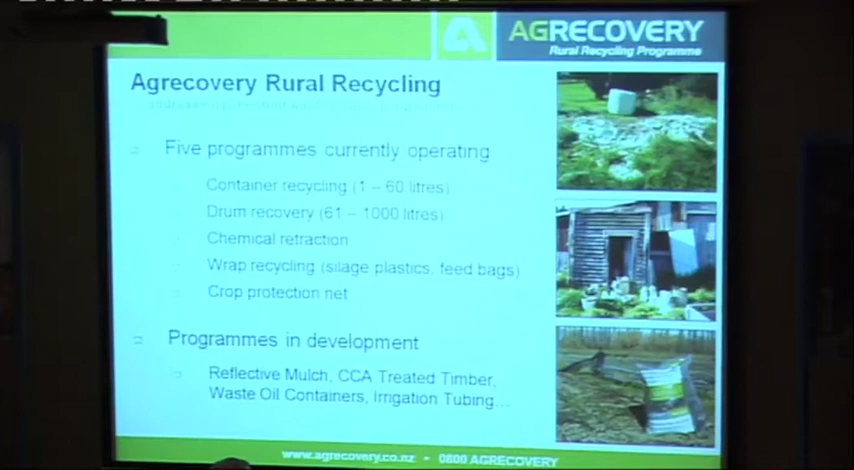 AGRECOVERY
Rural Recycling Programme
Agrecovery Rural Recycling
Five programmes currently operating
Container recycling (1 – 60 litres)
Drum recovery (61 – 1000 litres)
Chemical retraction
Wrap recycling (silage plastics, feed bags)
Crop protection net
Programmes in development
Reflective Mulch, CCA Treated Timber,
Waste Oil Containers, Irrigation Tubing...
www.agrecovery.co.nz • 0800 AGRECOVERY